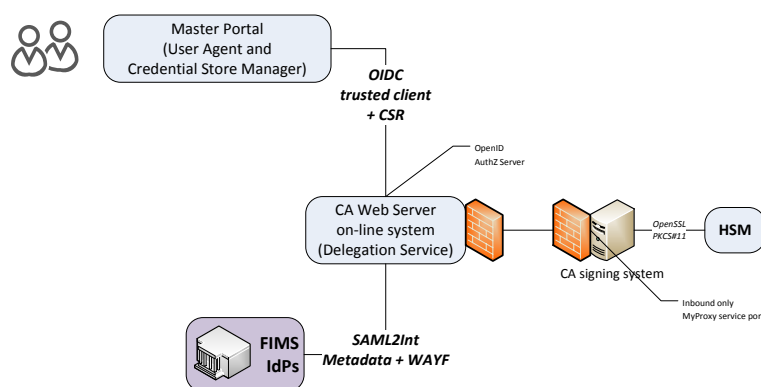 Master Portal
(User Agent and
Credential Store Manager)
OIDC
trusted client
+ CSR
OpenID
AuthZ Server
CA Web Server
on-line system
(Delegation Service)
OpenSSL
PKCS#11
HSM
CA signing system
Inbound only
MyProxy service por
FIMS
IdPs
SAML2Int
Metadata + WAYF